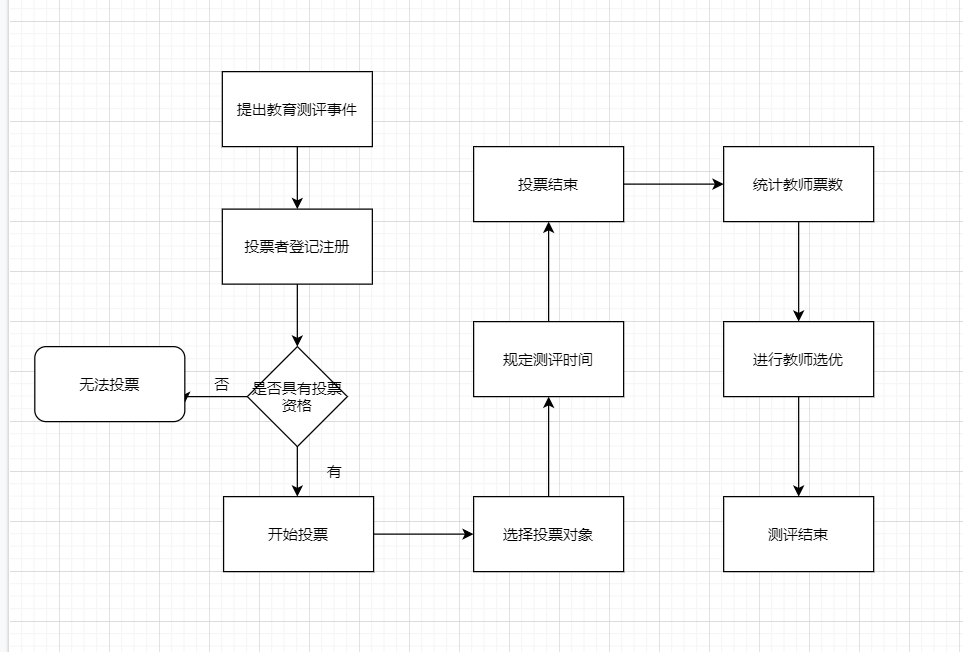 提出教育测评事件
投票者登记注册
是否具有投票
资格
否
无法投票
有
开始投票
选择投票对象
规定测评时间
投票结束
统计教师票数
进行教师选优
测评结束